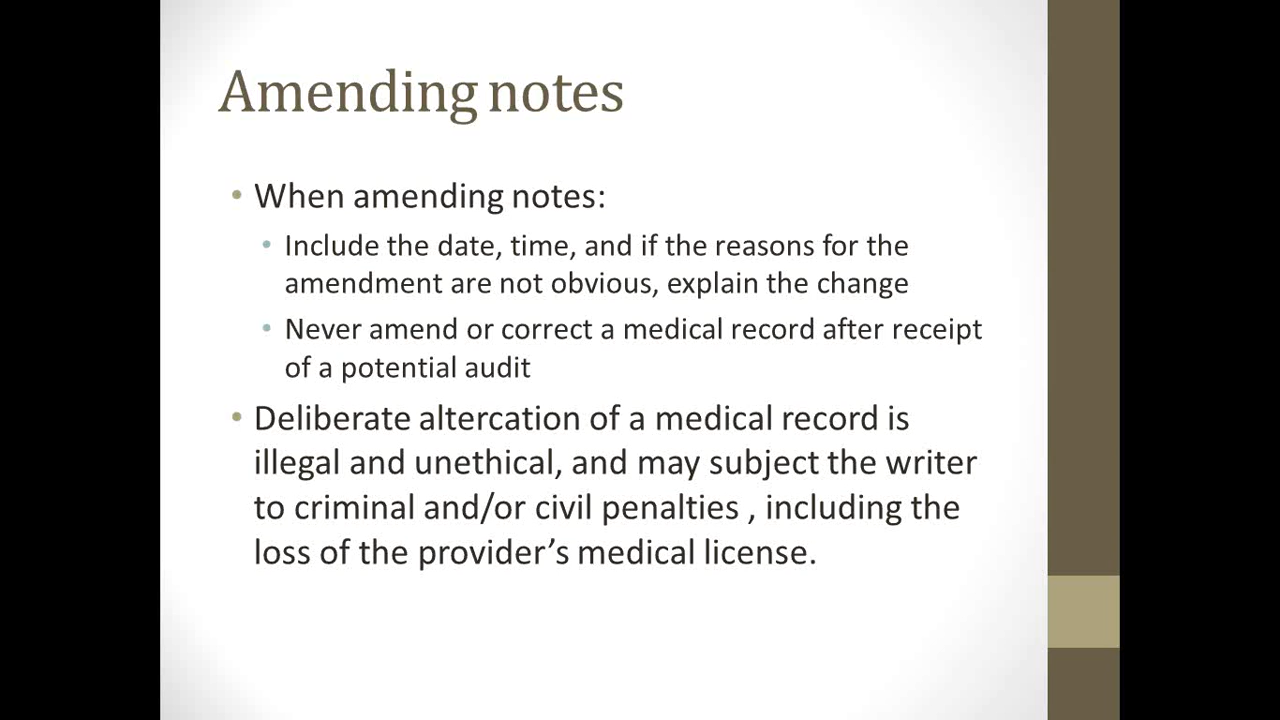 Amending notes
• When amending notes:
• Include the date, time, and if the reasons for the
amendment are not obvious, explain the change
• Never amend or correct a medical record after receipt
of a potential audit
• Deliberate altercation of a medical record is
illegal and unethical, and may subject the writer
to criminal and/or civil penalties , including the
loss of the provider’s medical license.